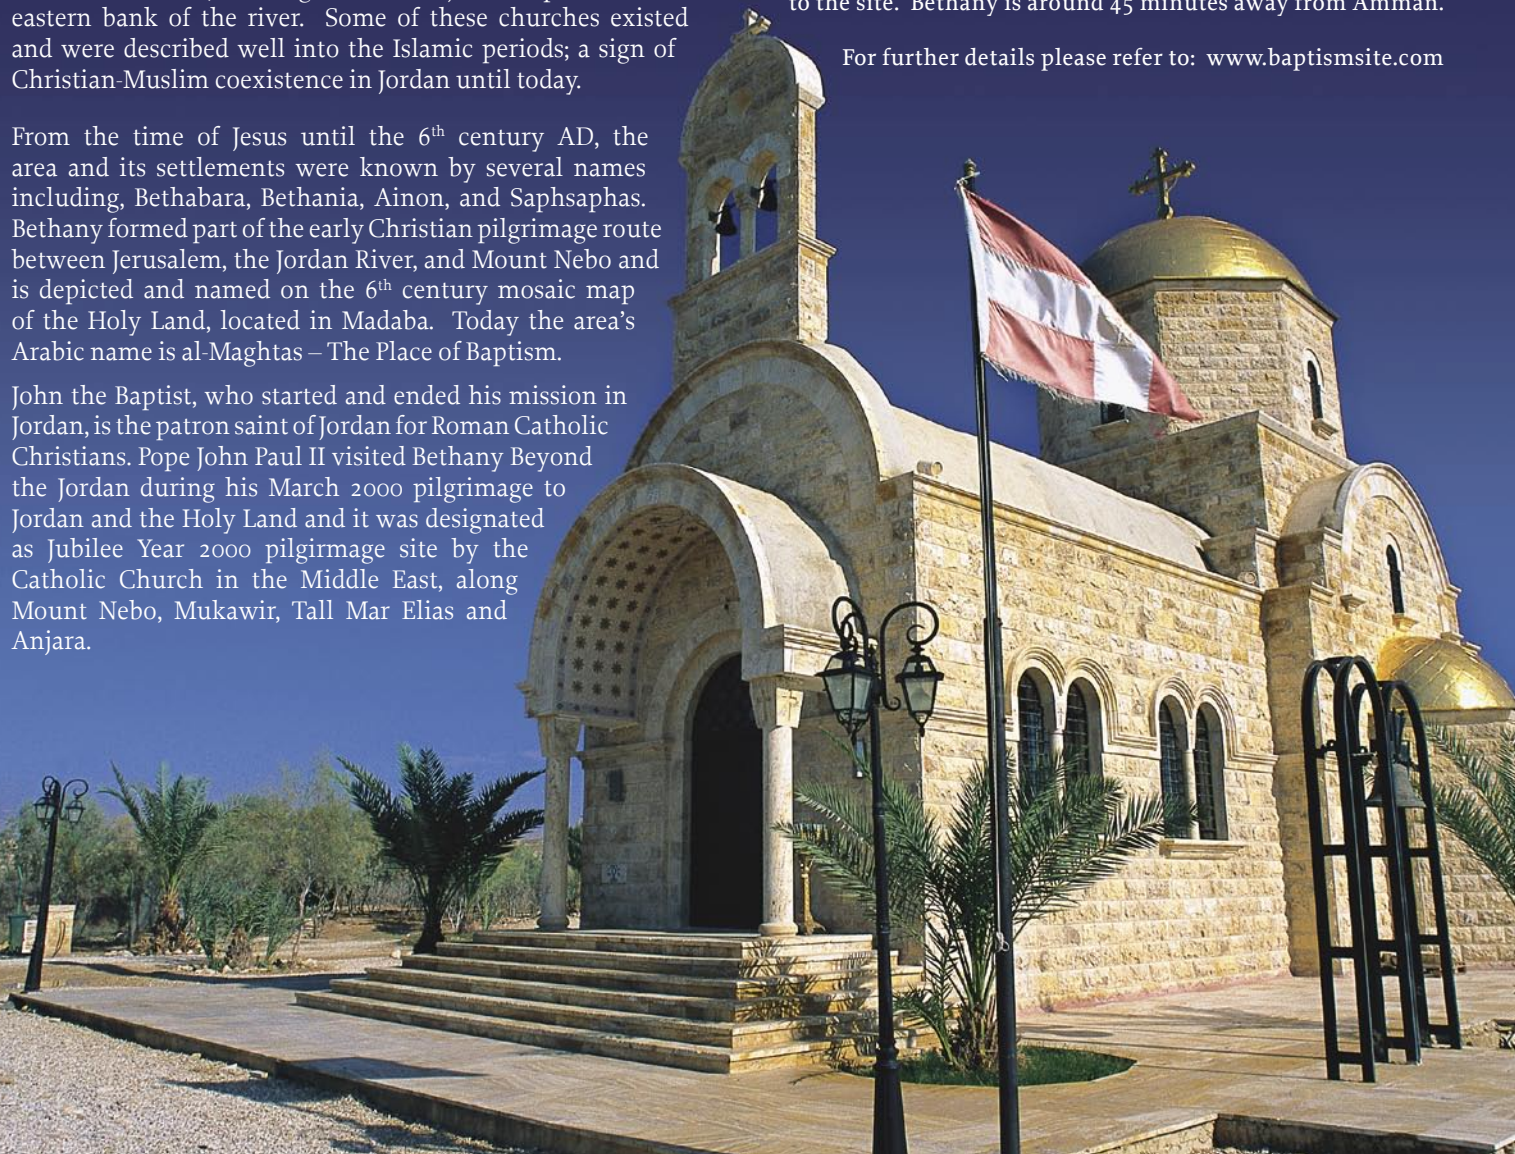 eastern bank of the river. Some of these churches existed
and were described well into the Islamic periods; a sign of
Christian-Muslim coexistence in Jordan until today.
From the time of Jesus until the 6th century AD, the
area and its settlements were known by several names
including, Bethabara, Bethania, Ainon, and Saphsaphas.
Bethany formed part of the early Christian pilgrimage route
between Jerusalem, the Jordan River, and Mount Nebo and
is depicted and named on the 6th century mosaic map
of the Holy Land, located in Madaba. Today the area's
Arabic name is al-Maghtas – The Place of Baptism.
John the Baptist, who started and ended his mission in
Jordan, is the patron saint of Jordan for Roman Catholic
Christians. Pope John Paul II visited Bethany Beyond
the Jordan during his March 2000 pilgrimage to
Jordan and the Holy Land and it was designated
as Jubilee Year 2000 pilgirmage site by the
Catholic Church in the Middle East, along
Mount Nebo, Mukawir, Tall Mar Elias and
Anjara.
to the site. Bethany is around 45 minutes away from Amman.
For further details please refer to: www.baptismsite.com